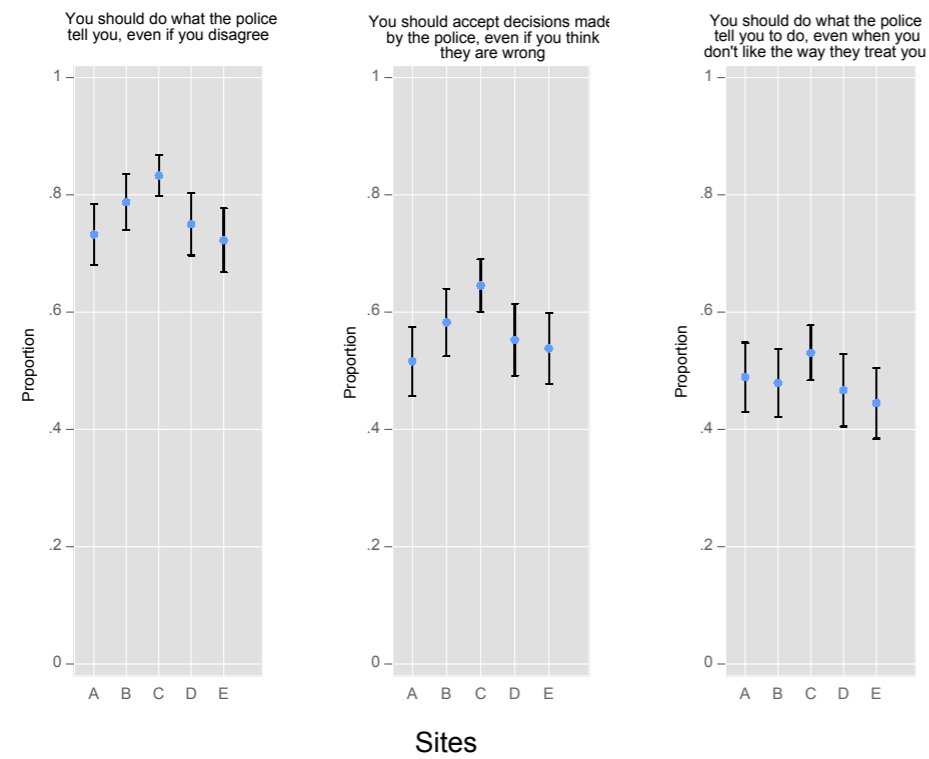 You should do what the police
tell you, even if you disagree
You should accept decisions made
by the police, even if you think
they are wrong
You should do what the police
tell you to do, even when you
don't like the way they treat you
1
.8
.6
.4
.2
0
Proportion
A B C D E
1
.8
.6
.4
.2
0
Proportion
A B C D E
1
.8
.6
.4
.2
0
Proportion
A B C D E
Sites